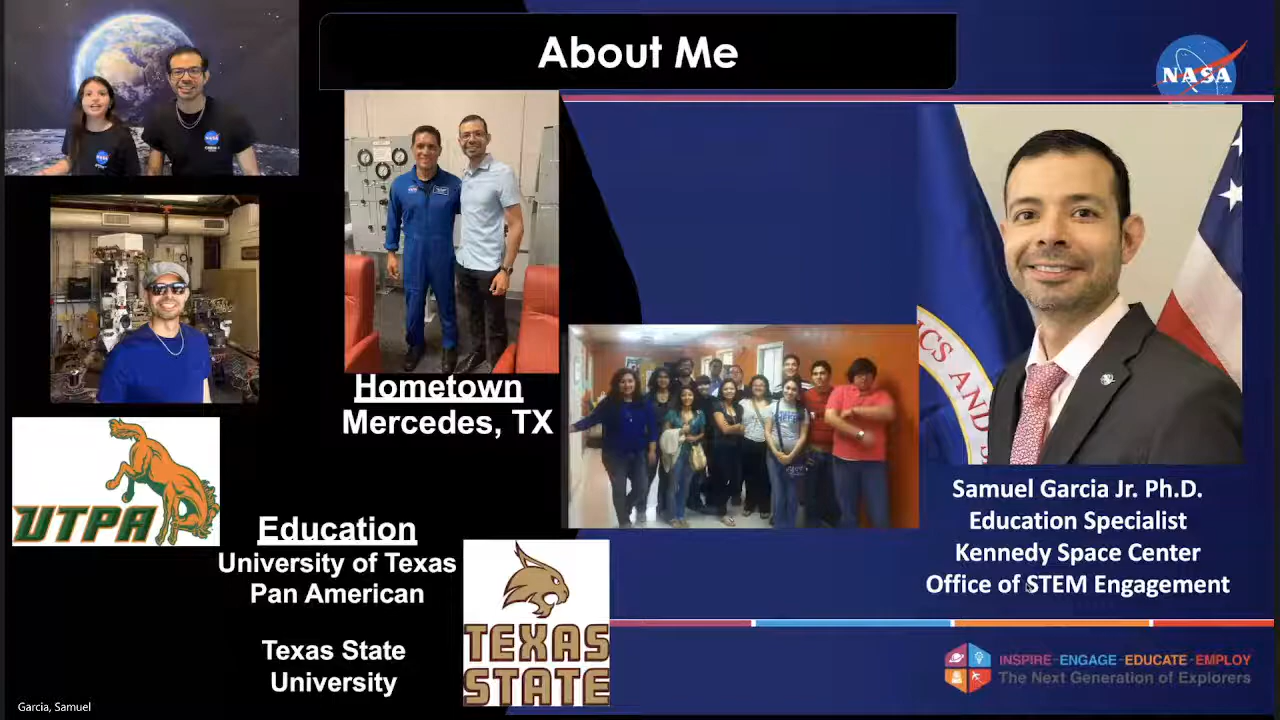 About Me
NASA
Hometown
Mercedes, TX
UTPA
Education
University of Texas
Pan American
Texas State
University
TEXAS
STATE
ICS AND
Samuel Garcia Jr. Ph.D.
Education Specialist
Kennedy Space Center
Office of STEM Engagement
INSPIRE - ENGAGE - EDUCATE - EMPLOY
The Next Generation of Explorers
Garcia, Samuel